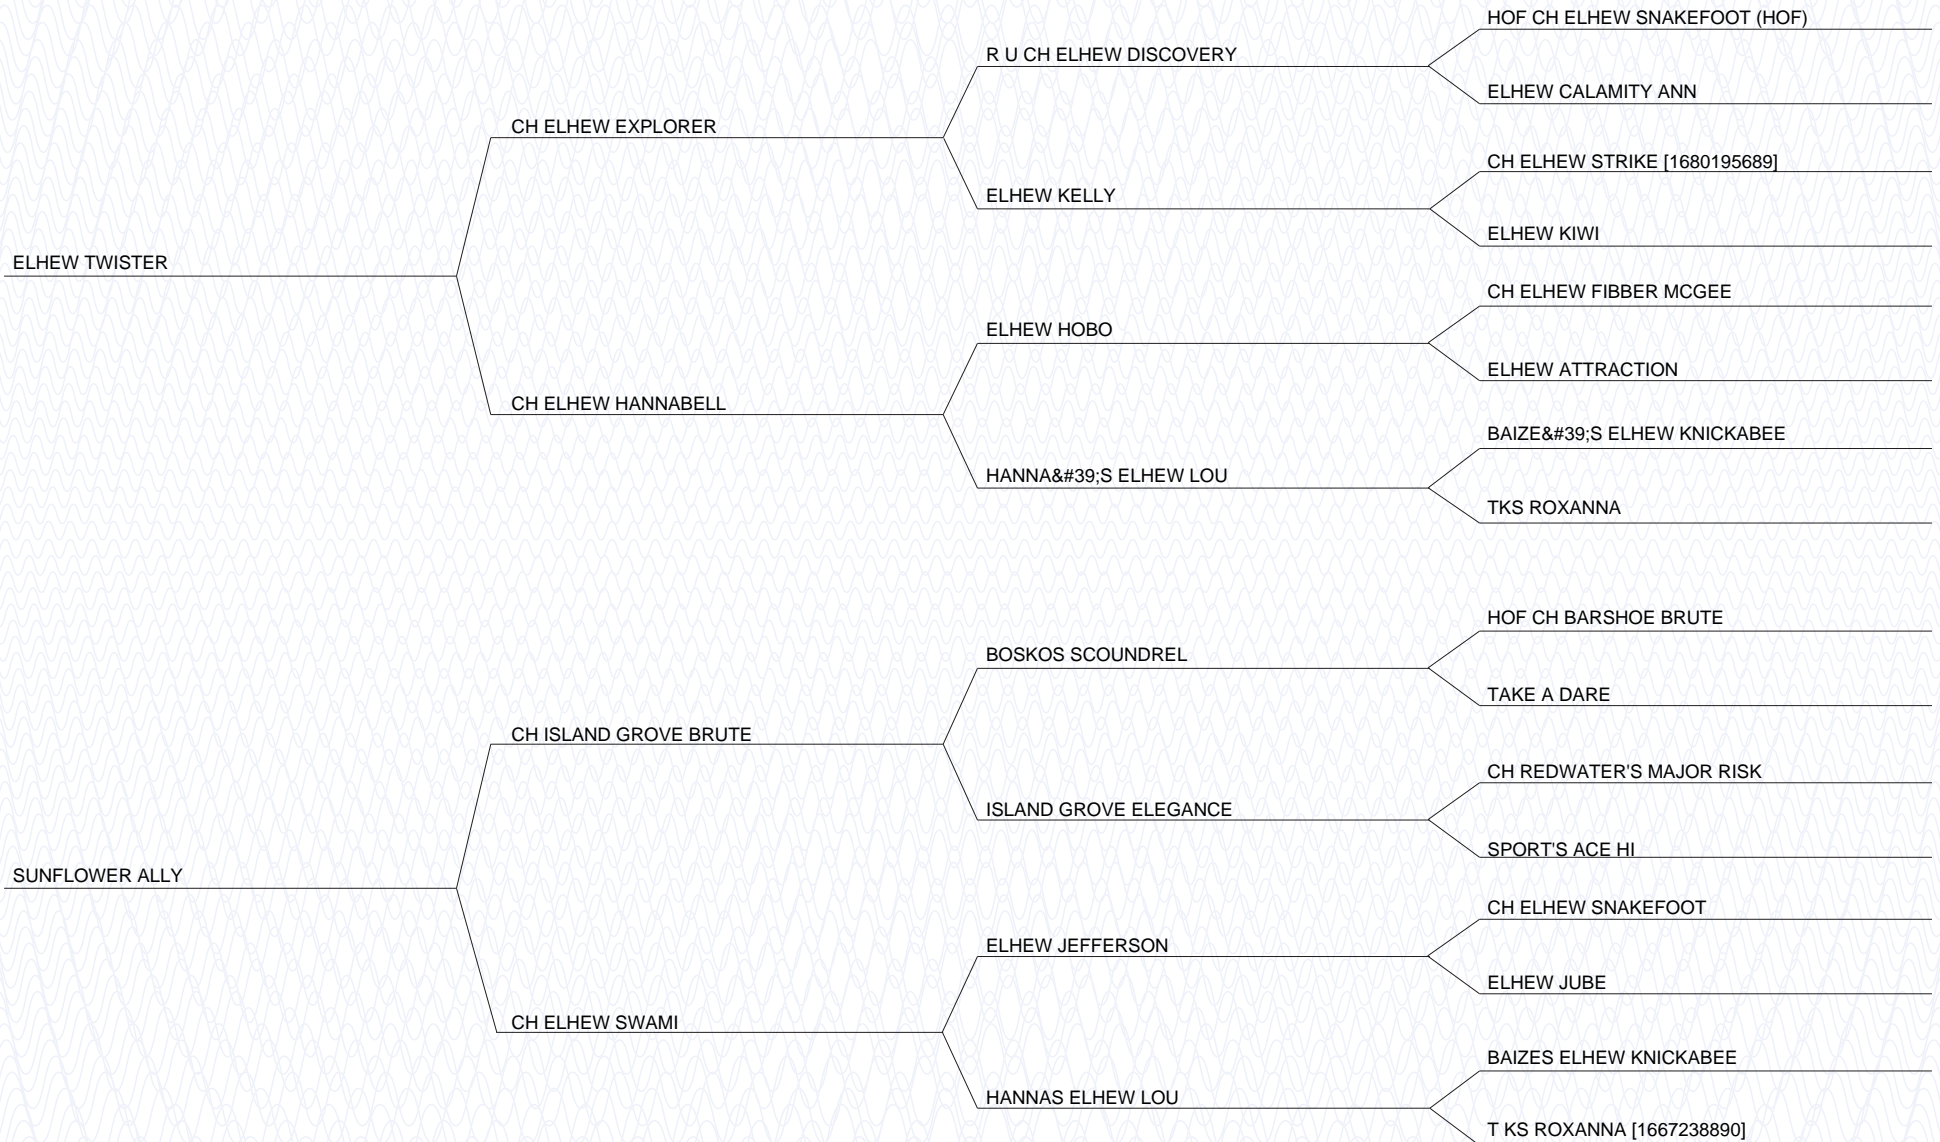 HOF CH ELHEW SNAKEFOOT (HOF)
R U CH ELHEW DISCOVERY
ELHEW CALAMITY ANN
CH ELHEW EXPLORER
CH ELHEW STRIKE [1680195689]
ELHEW KELLY
ELHEW KIWI
ELHEW TWISTER
CH ELHEW FIBBER MCGEE
ELHEW HOBO
ELHEW ATTRACTION
CH ELHEW HANNABELL
BAIZE&#39;S ELHEW KNICKABEE
HANNA&#39;S ELHEW LOU
TKS ROXANNA
HOF CH BARSHOE BRUTE
BOSKOS SCOUNDREL
TAKE A DARE
CH ISLAND GROVE BRUTE
CH REDWATER'S MAJOR RISK
ISLAND GROVE ELEGANCE
SPORT'S ACE HI
SUNFLOWER ALLY
CH ELHEW SNAKEFOOT
ELHEW JEFFERSON
ELHEW JUBE
CH ELHEW SWAMI
BAIZES ELHEW KNICKABEE
HANNAS ELHEW LOU
T KS ROXANNA [1667238890]